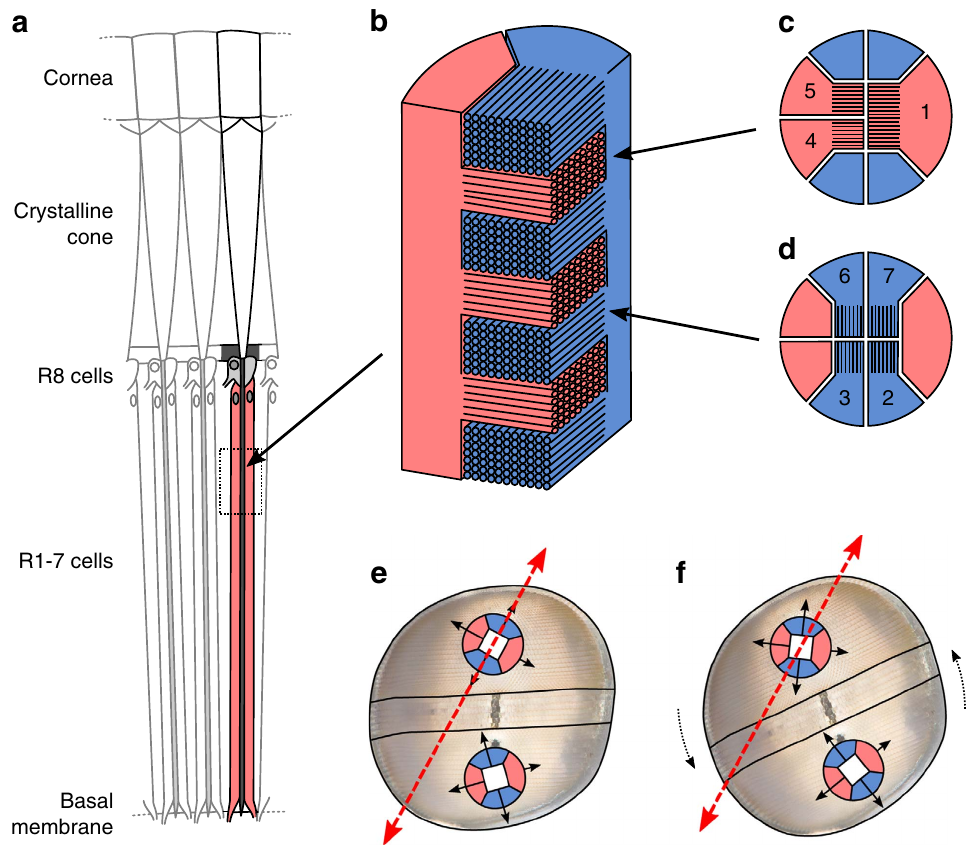 a
Cornea
Crystalline
cone
R8 cells
R1-7 cells
Basal
membrane
b
c
5
4
1
d
6
7
3
2
e
f